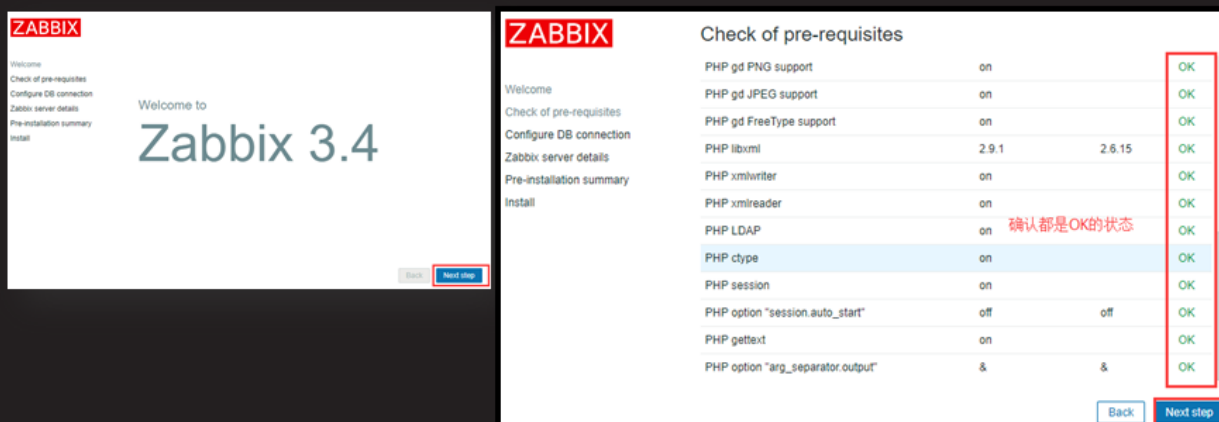 ZABBIX
Welcome
Check of pre-requisites
Configure DB connection
Zabbix server details
Pre-installation summary
Install
Welcome to
Zabbix 3.4
Back
Next step
ZABBIX
Welcome
Check of pre-requisites
Configure DB connection
Zabbix server details
Pre-installation summary
Install
Check of pre-requisites
PHP gd PNG support on OK
PHP gd JPEG support on OK
PHP gd FreeType support on OK
PHP libxml 2.9.1 2.6.15 OK
PHP xmlwriter on OK
PHP xmlreader on OK
PHP LDAP on OK
确认都是OK的状态
PHP ctype on OK
PHP session on OK
PHP option "session.auto_start" off off OK
PHP gettext on OK
PHP option "arg_separator.output" & & OK
Back
Next step